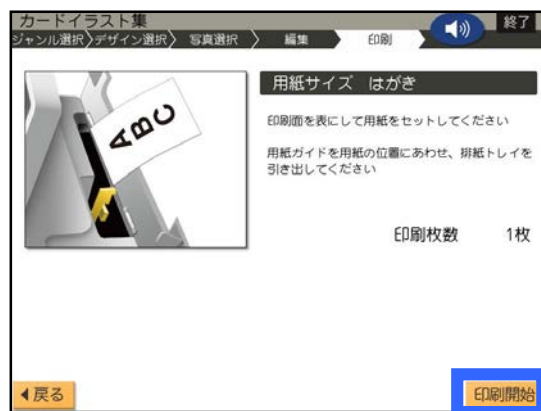 カードイラスト集
終了
ジャンル選択〉デザイン選択〉 写真選択 〉 編集 印刷
用紙サイズ はがき
ABC
印刷面を表にして用紙をセットしてください
用紙ガイドを用紙の位置にあわせ、排紙トレイを
引き出してください
印刷枚数 1枚
戻る
印刷開始